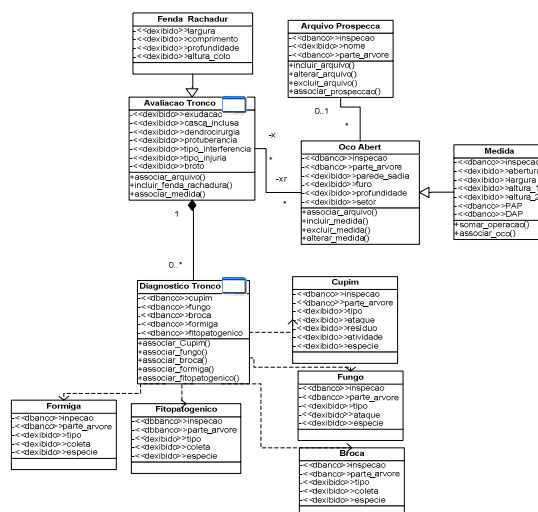 Fenda Rachadur
-<<dexibido>>largura
-<<dexibido>>comprimento
-<<dexibido>>profundidade
-<<dexibido>>altura_colo
Arquivo Prospecca
-<<dbanco>>inspecao
-<<dexibido>>nome
-<<dbanco>>parte_arvore
+incluir_arquivo()
+alterar_arquivo()
+excluir_arquivo()
+associar_prospeccao()
Avaliacao Tronco
-<<dexibido>>exudacao
-<<dexibido>>casca_inclusa
-<<dexibido>>dendrocirurgia
-<<dexibido>>protuberancia
-<<dexibido>>tipo_interferencia
-<<dexibido>>tipo_injuria
-<<dexibido>>broto
+associar_arquivo()
+incluir_fenda_rachadura()
+associar_medida()
0..1
*
-x
*
-xr
*
Oco Abert
-<<dbanco>>inspecao
-<<dbanco>>parte_arvore
-<<dexibido>>parede_sadia
-<<dexibido>>furo
-<<dexibido>>profundidade
-<<dexibido>>setor
+associar_arquivo()
+incluir_medida()
+excluir_medida()
+alterar_medida()
Medida
-<<dbanco>>inspecao
-<<dexibido>>abertura
-<<dexibido>>largura
-<<dexibido>>altura_1
-<<dexibido>>altura_2
-<<dbanco>>PAP
-<<dbanco>>DAP
+somar_operacao()
+associar_oco()
1
0..*
Diagnostico Tronco
-<<dbanco>>cupim
-<<dbanco>>fungo
-<<dbanco>>broca
-<<dbanco>>formiga
-<<dbanco>>fitopatogenico
+associar_Cupim()
+associar_fungo()
+associar_broca()
+associar_formiga()
+associar_fitopatogenico()
Cupim
-<<dbanco>>inspecao
-<<dbanco>>parte_arvore
-<<dexibido>>tipo
-<<dexibido>>ataque
-<<dexibido>>resíduo
-<<dexibido>>atividade
-<<dexibido>>especie
Fungo
-<<dbanco>>inspecao
-<<dbanco>>parte_arvore
-<<dexibido>>tipo
-<<dexibido>>ataque
-<<dexibido>>especie
Formiga
-<<dbanco>>inpecao
-<<dbanco>>parte_arvore
-<<dexibido>>tipo
-<<dexibido>>coleta
-<<dexibido>>especie
Fitopatogenico
-<<dbbanco>>inspecao
-<<dbbanco>>parte_arvore
-<<dexibido>>tipo
-<<dexibido>>coleta
-<<dexibido>>especie
Broca
-<<dbanco>>inspecao
-<<dbanco>>parte_arvore
-<<dexibido>>tipo
-<<dexibido>>coleta
-<<dexibido>>especie